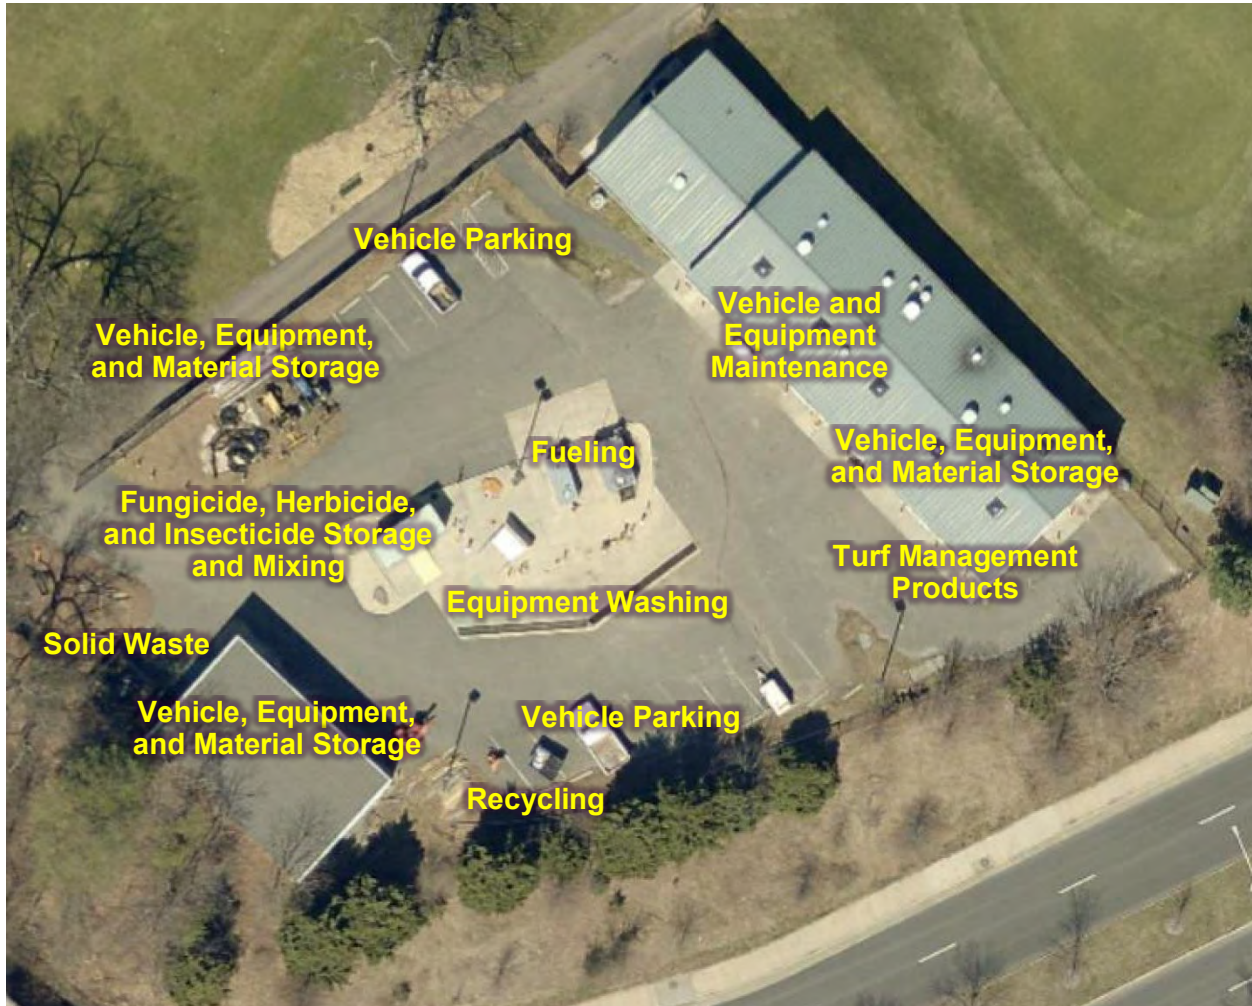 Vehicle Parking
Vehicle, Equipment,
and Material Storage
Vehicle and
Equipment
Maintenance
Fueling
Vehicle, Equipment,
and Material Storage
Fungicide, Herbicide,
and Insecticide Storage
and Mixing
Turf Management
Products
Equipment Washing
Solid Waste
Vehicle, Equipment,
and Material Storage
Vehicle Parking
Recycling